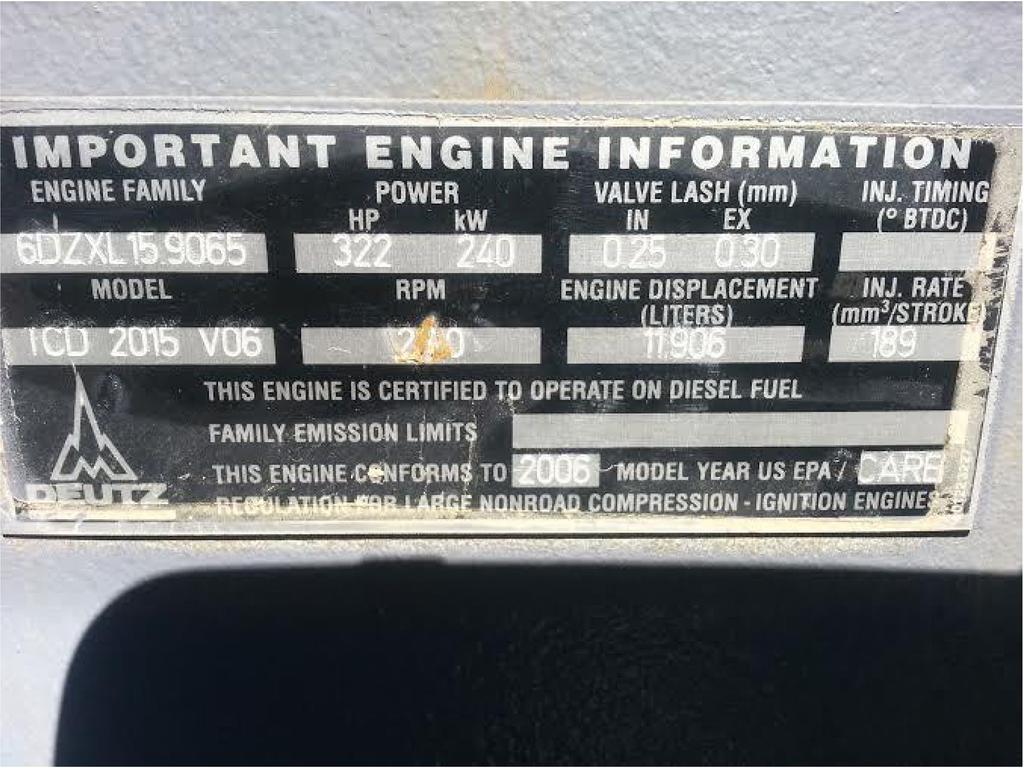 IMPORTANT ENGINE INFORMATION
ENGINE FAMILY POWER VALVE LASH (mm) INJ. TIMING
HP kW IN EX (° BTDC)
6DZXL15.9065 322 240 0.25 0.30
MODEL RPM ENGINE DISPLACEMENT INJ. RATE
(LITERS) (mm³/STROKE)
TCD 2015 V06 11.906 189
THIS ENGINE IS CERTIFIED TO OPERATE ON DIESEL FUEL
FAMILY EMISSION LIMITS
THIS ENGINE CONFORMS TO 2006 MODEL YEAR US EPA / CARB
DEUTZ REGULATION FOR LARGE NONROAD COMPRESSION - IGNITION ENGINES